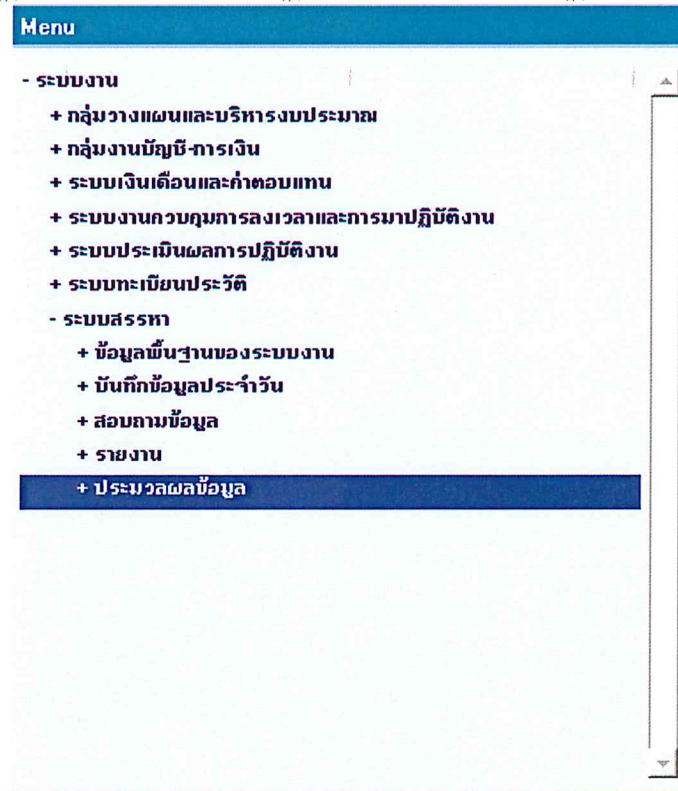 Menu
- ระบบงาน
+ กลุ่มวางแผนและบริหารงบประมาณ
+ กลุ่มงานบัญชี-การเงิน
+ ระบบเงินเดือนและค่าตอบแทน
+ ระบบงานควบคุมการลงเวลาและการมาปฏิบัติงาน
+ ระบบประเมินผลการปฏิบัติงาน
+ ระบบทะเบียนประวัติ
- ระบบสรรหา
+ ข้อมูลพื้นฐานของระบบงาน
+ บันทึกข้อมูลประจำวัน
+ สอบถามข้อมูล
+ รายงาน
+ ประมวลผลข้อมูล